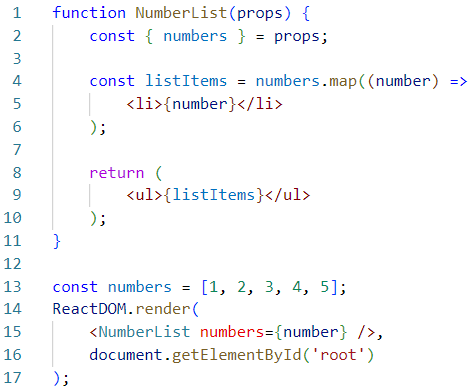 1 function NumberList(props) {
2     const { numbers } = props;
3
4     const listItems = numbers.map((number) =>
5         <li>{number}</li>
6     );
7
8     return (
9         <ul>{listItems}</ul>
10     );
11 }
12
13 const numbers = [1, 2, 3, 4, 5];
14 ReactDOM.render(
15     <NumberList numbers={number} />,
16     document.getElementById('root')
17 );